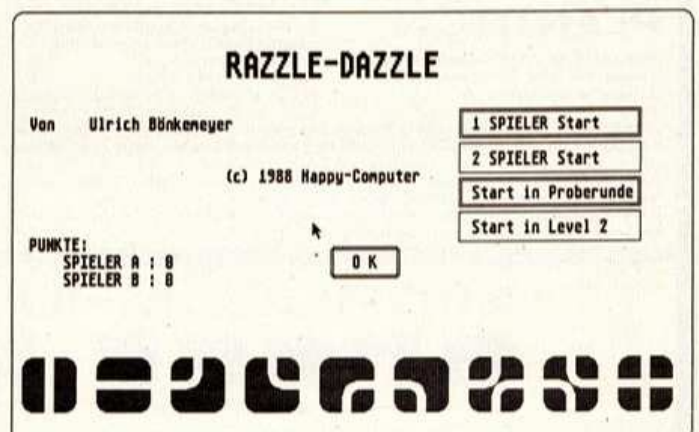 RAZZLE-DAZZLE
Von Ulrich Bönkemeyer
(c) 1988 Happy-Computer
1 SPIELER Start
2 SPIELER Start
Start in Proberunde
Start in Level 2
PUNKTE:
SPIELER A : 0
SPIELER B : 0
O K